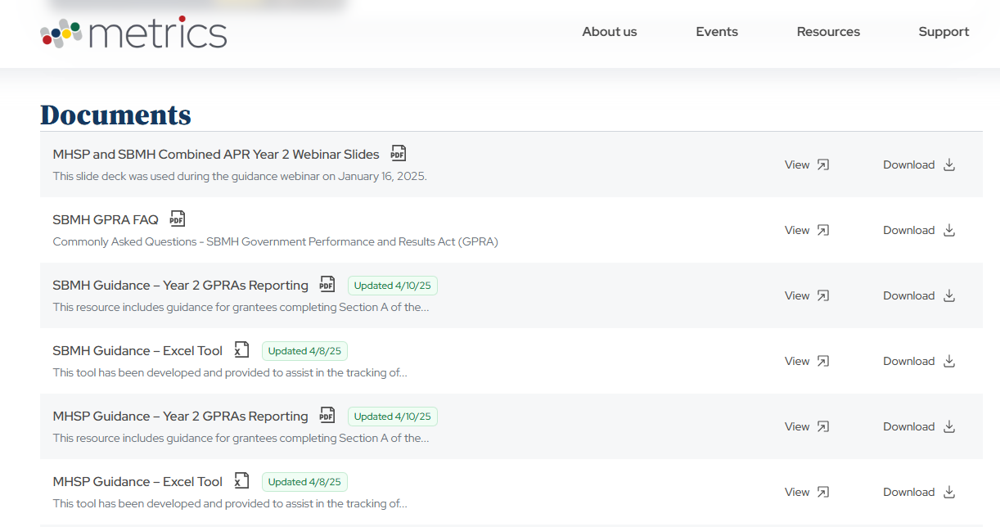 metrics
About us Events Resources Support
Documents
MHSP and SBMH Combined APR Year 2 Webinar Slides PDF
This slide deck was used during the guidance webinar on January 16, 2025.
View Download
SBMH GPRA FAQ PDF
Commonly Asked Questions - SBMH Government Performance and Results Act (GPRA)
View Download
SBMH Guidance – Year 2 GPRAs Reporting PDF Updated 4/10/25
This resource includes guidance for grantees completing Section A of the...
View Download
SBMH Guidance – Excel Tool X Updated 4/8/25
This tool has been developed and provided to assist in the tracking of...
View Download
MHSP Guidance – Year 2 GPRAs Reporting PDF Updated 4/10/25
This resource includes guidance for grantees completing Section A of the...
View Download
MHSP Guidance – Excel Tool X Updated 4/8/25
This tool has been developed and provided to assist in the tracking of...
View Download